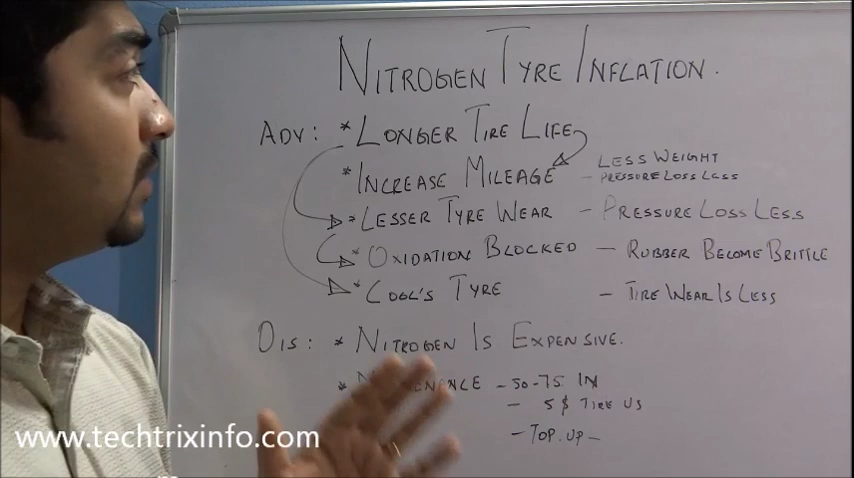 NITROGEN TYRE INFLATION.
ADV: * LONGER TIRE LIFE
* INCREASE MILEAGE - LESS WEIGHT
- PRESSURE LOSS LESS
* LESSER TYRE WEAR - PRESSURE LOSS LESS
* OXIDATION BLOCKED - RUBBER BECOME BRITTLE
* COOL'S TYRE - TIRE WEAR IS LESS
DIS: * NITROGEN IS EXPENSIVE.
* - 50-75 IN
- 5$ TIRE US
- TOP.UP -
www.techtrixinfo.com